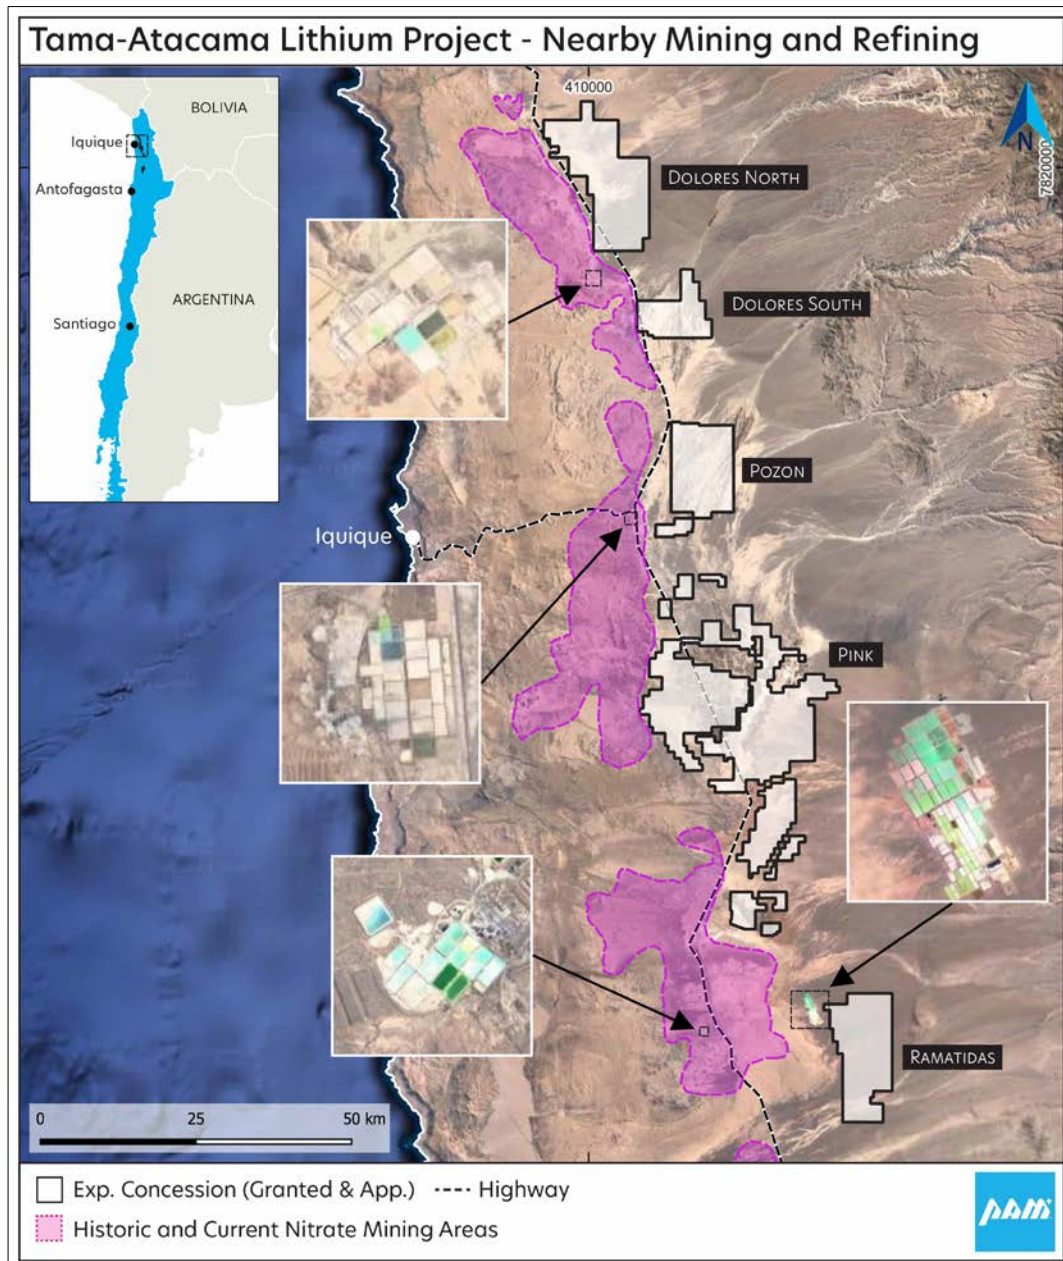 Tama-Atacama Lithium Project - Nearby Mining and Refining
BOLIVIA
Iquique
Antofagasta
ARGENTINA
Santiago
410000
N
7820000
DOLORES NORTH
DOLORES SOUTH
POZON
Iquique
PINK
RAMATIDAS
0 25 50 km
Exp. Concession (Granted & App.) Highway
Historic and Current Nitrate Mining Areas
PAM